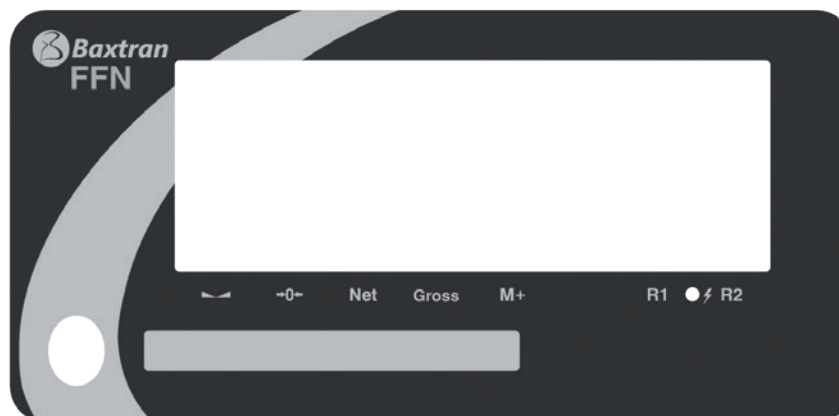 Baxtran
FFN
→0← Net Gross M+ R1 R2